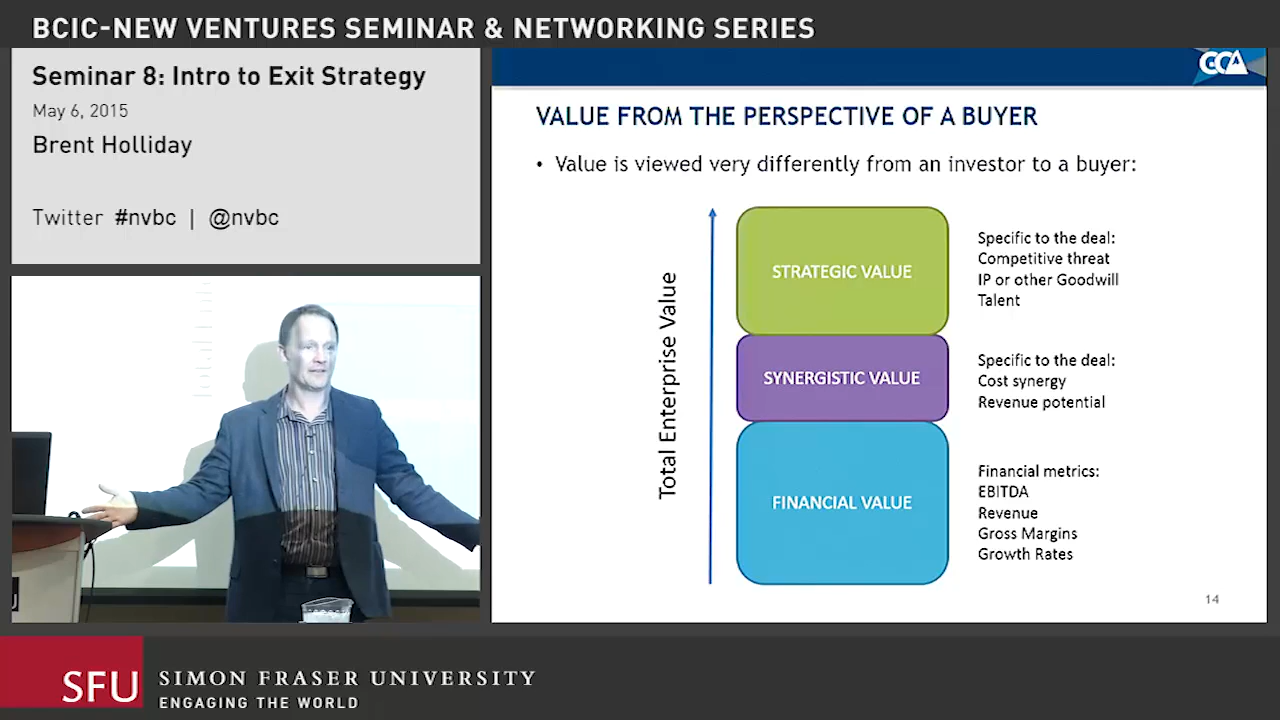 BCIC-NEW VENTURES SEMINAR & NETWORKING SERIES
Seminar 8: Intro to Exit Strategy
May 6, 2015
Brent Holliday
Twitter #nvbc | @nvbc
CCA
VALUE FROM THE PERSPECTIVE OF A BUYER
• Value is viewed very differently from an investor to a buyer:
Total Enterprise Value
STRATEGIC VALUE
Specific to the deal:
Competitive threat
IP or other Goodwill
Talent
SYNERGISTIC VALUE
Specific to the deal:
Cost synergy
Revenue potential
FINANCIAL VALUE
Financial metrics:
EBITDA
Revenue
Gross Margins
Growth Rates
14
SFU
SIMON FRASER UNIVERSITY
ENGAGING THE WORLD